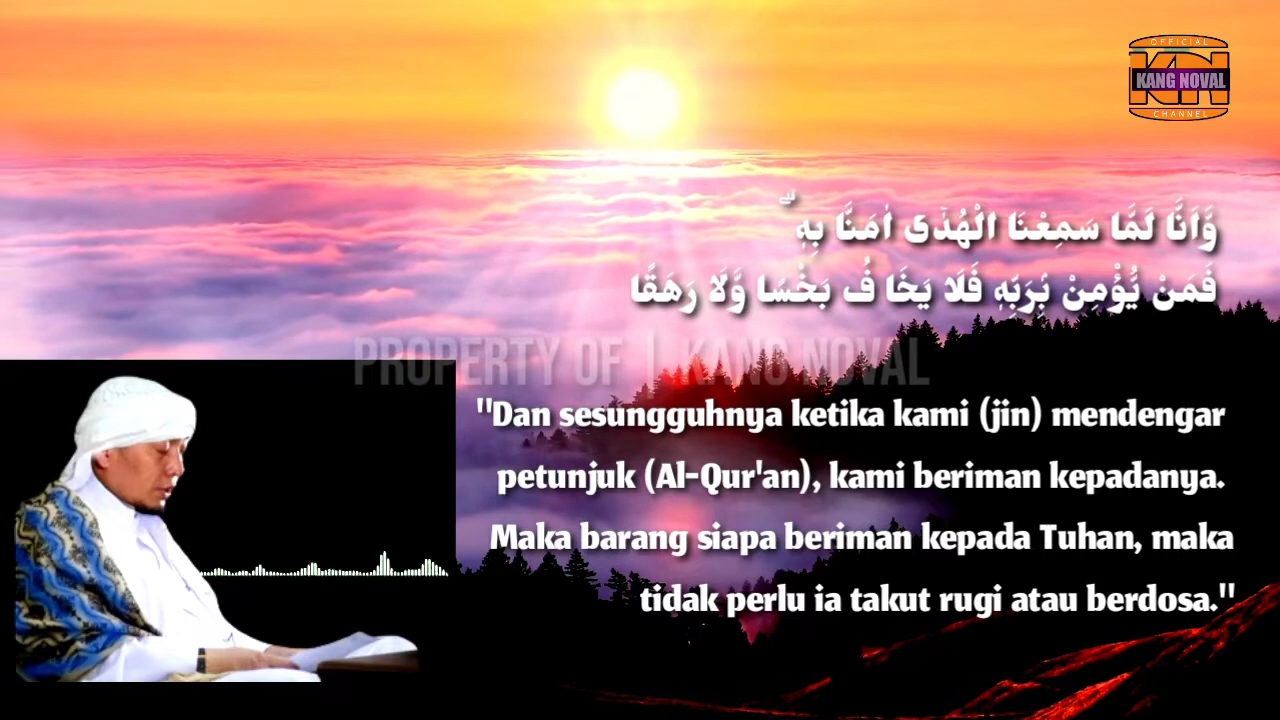 OFFICIAL
KN
KANG NOVAL
CHANNEL
وَّاَنَّا لَمَّا سَمِعْنَا الْهُدٰٓى اٰمَنَّا بِهٖ ۗ
فَمَنْ يُّؤْمِنْۢ بِرَبِّهٖ فَلَا يَخَا فُ بَخْسًا وَّلَا رَهَقًا
PROPERTY OF | KANG NOVAL
"Dan sesungguhnya ketika kami (jin) mendengar
petunjuk (Al-Qur'an), kami beriman kepadanya.
Maka barang siapa beriman kepada Tuhan, maka
tidak perlu ia takut rugi atau berdosa."